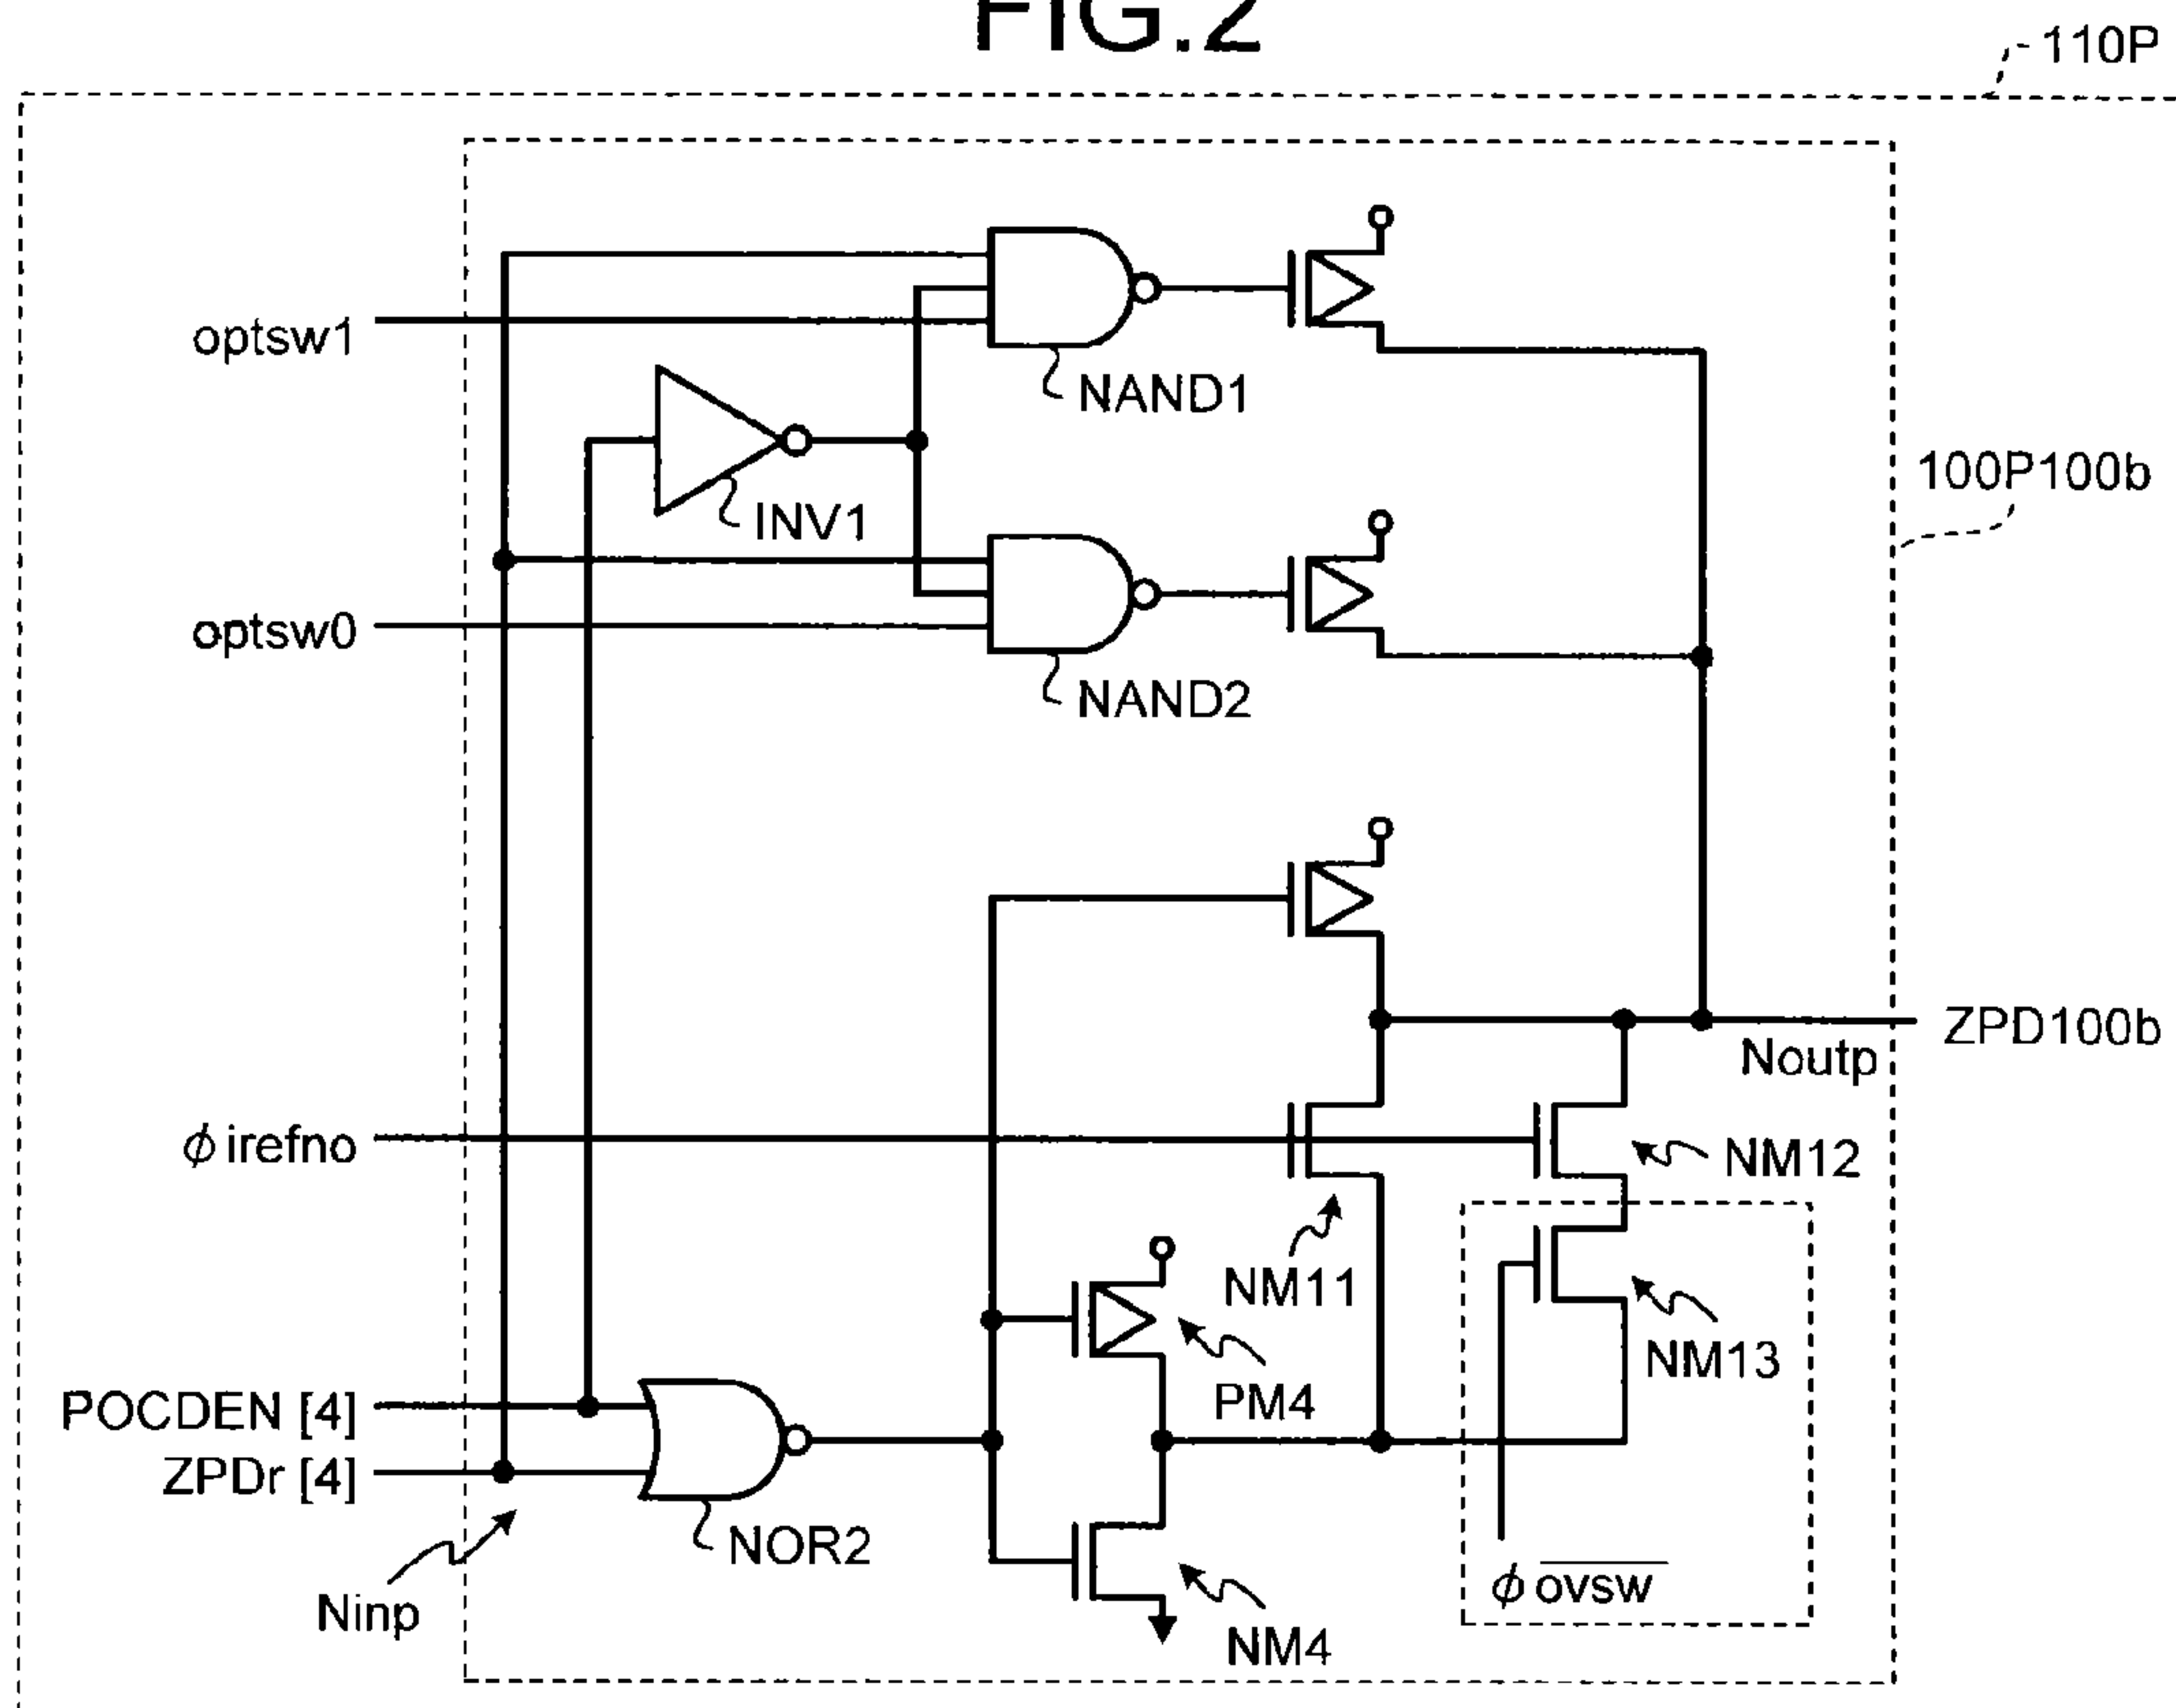 FIG.2
110P
optsw1
NAND1
INV1
100P100b
optsw0
NAND2
ZPD100b
Noutp
ϕ irefno
NM12
NM11
NM13
PM4
POCDEN [4]
ZPDr [4]
NOR2
ϕ o̅v̅s̅w̅
Ninp
NM4